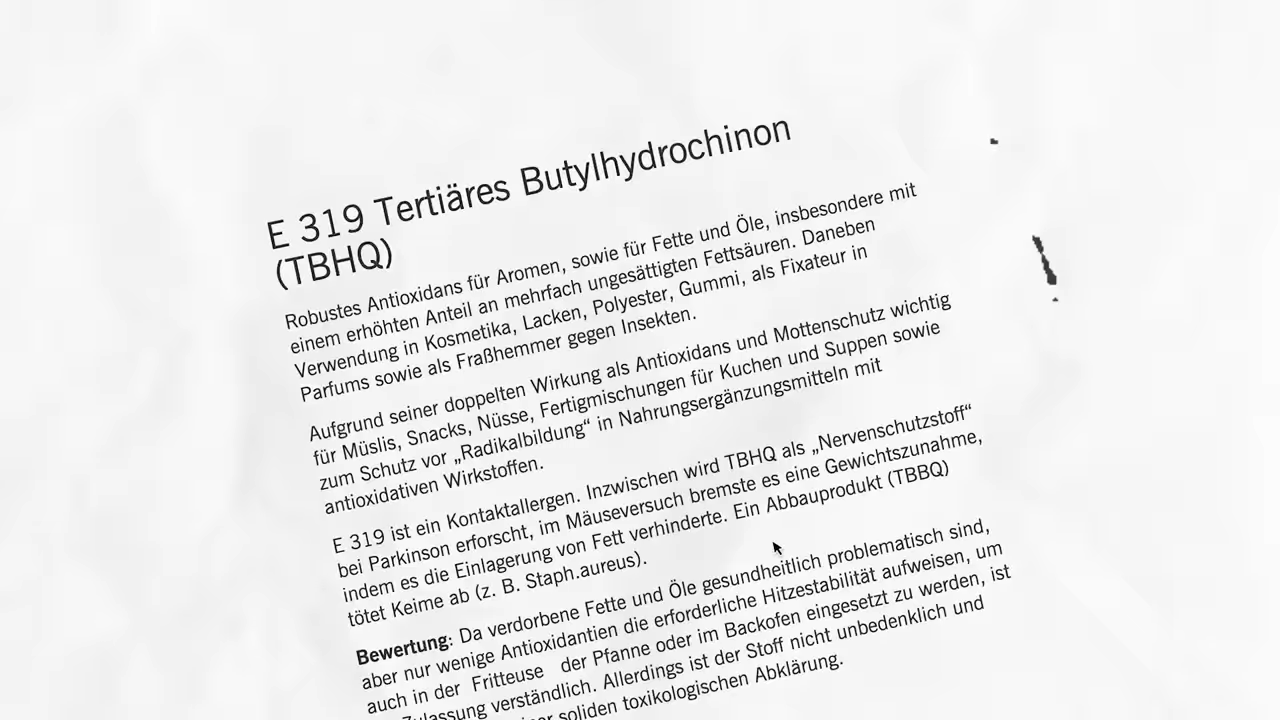 E 319 Tertiäres Butylhydrochinon
(TBHQ)
Robustes Antioxidans für Aromen, sowie für Fette und Öle, insbesondere mit
einem erhöhten Anteil an mehrfach ungesättigten Fettsäuren. Daneben
Verwendung in Kosmetika, Lacken, Polyester, Gummi, als Fixateur in
Parfums sowie als Fraßhemmer gegen Insekten.
Aufgrund seiner doppelten Wirkung als Antioxidans und Mottenschutz wichtig
für Müslis, Snacks, Nüsse, Fertigmischungen für Kuchen und Suppen sowie
zum Schutz vor „Radikalbildung“ in Nahrungsergänzungsmitteln mit
antioxidativen Wirkstoffen.
E 319 ist ein Kontaktallergen. Inzwischen wird TBHQ als „Nervenschutzstoff“
bei Parkinson erforscht, im Mäuseversuch bremste es eine Gewichtszunahme,
indem es die Einlagerung von Fett verhinderte. Ein Abbauprodukt (TBBQ)
tötet Keime ab (z. B. Staph.aureus).
Bewertung: Da verdorbene Fette und Öle gesundheitlich problematisch sind,
aber nur wenige Antioxidantien die erforderliche Hitzestabilität aufweisen, um
auch in der Fritteuse der Pfanne oder im Backofen eingesetzt zu werden, ist
Zulassung verständlich. Allerdings ist der Stoff nicht unbedenklich und
soliden toxikologischen Abklärung.